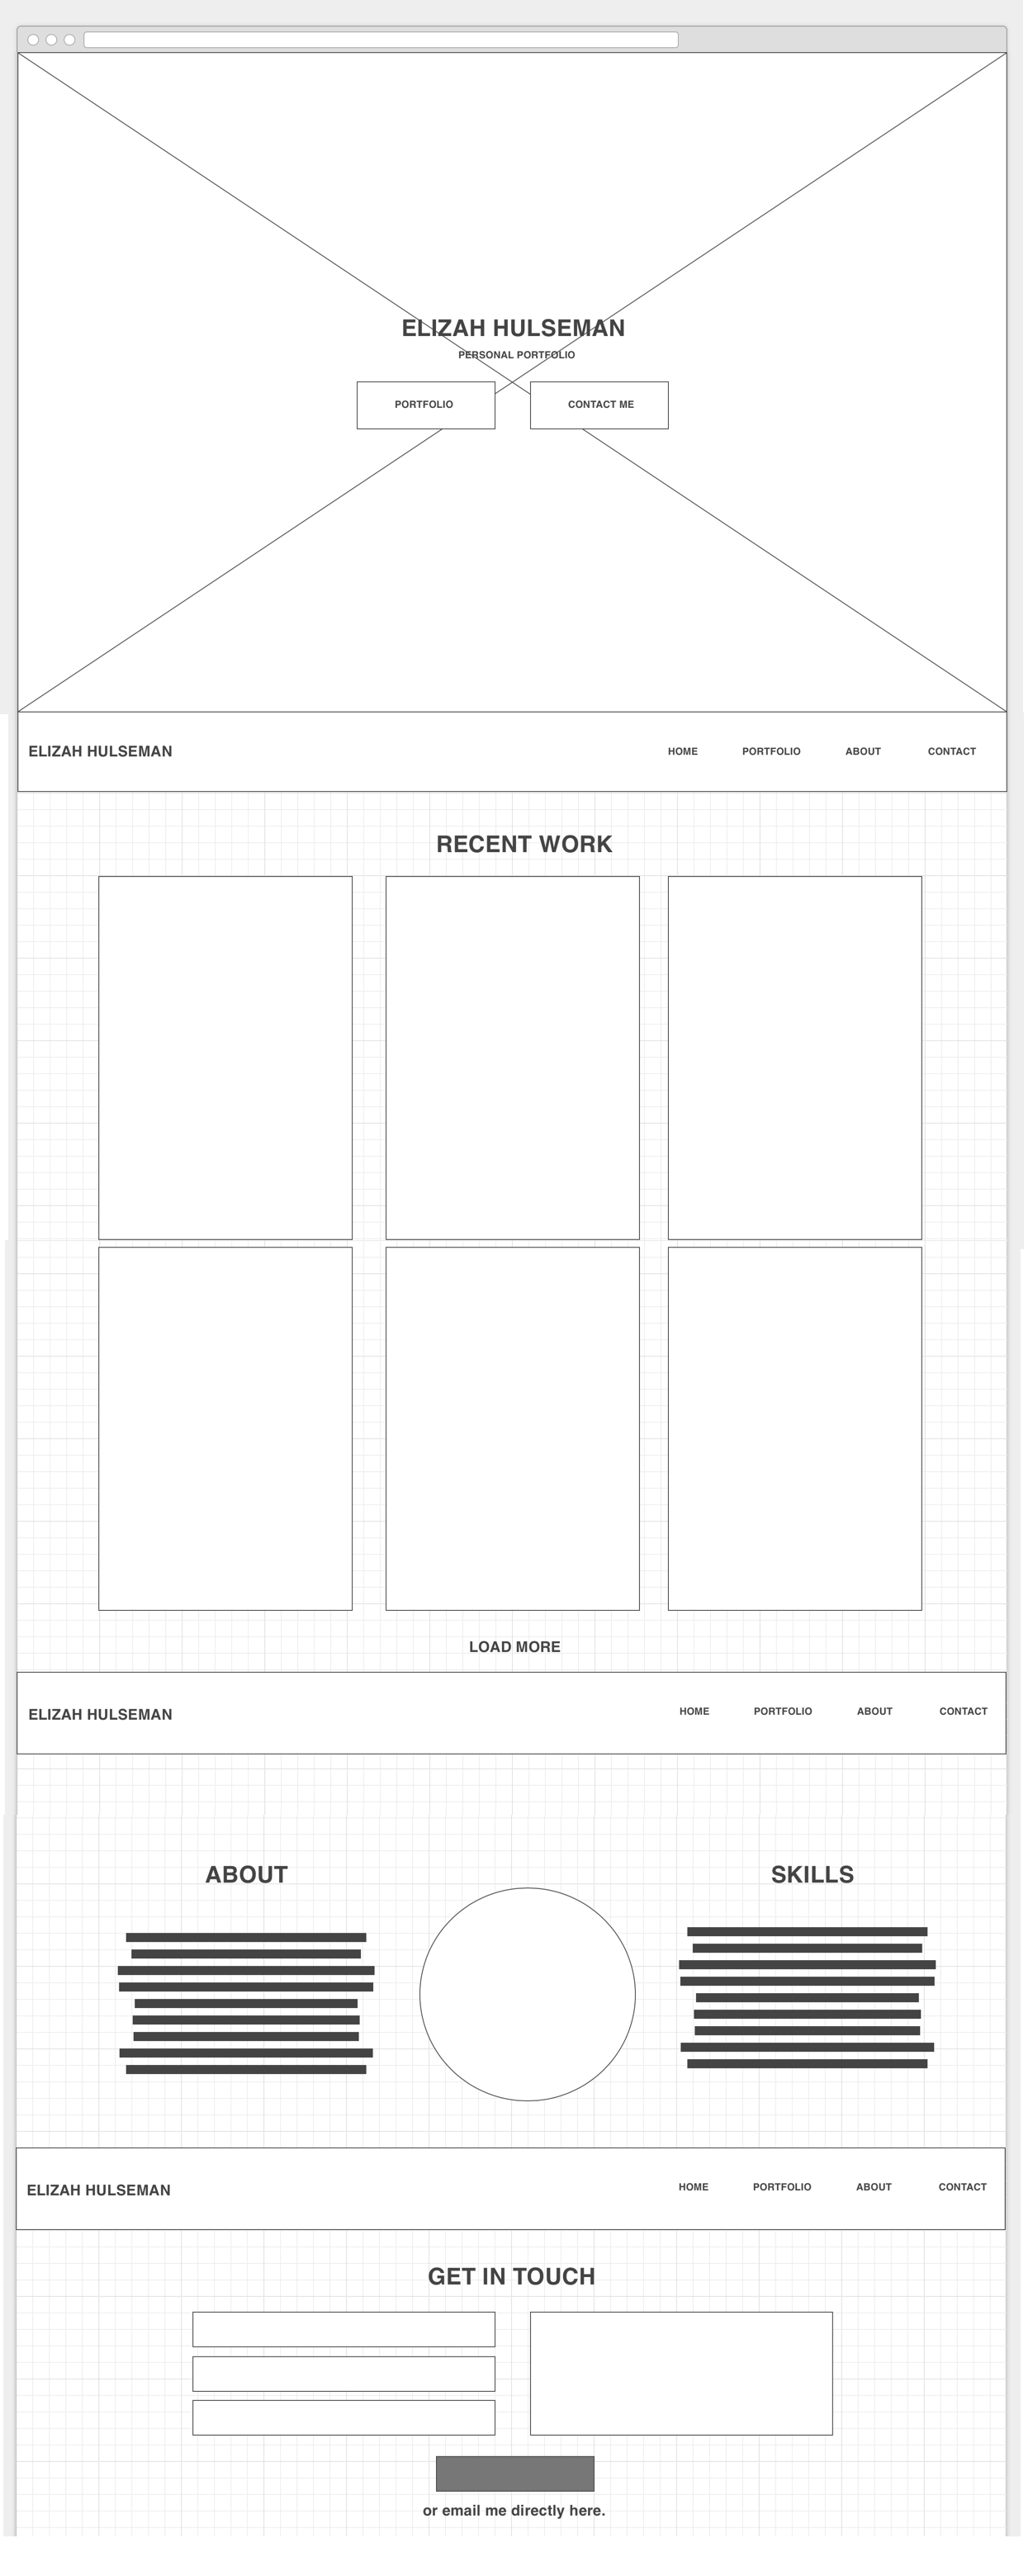 ELIZAH HULSEMAN
PERSONAL PORTFOLIO
PORTFOLIO CONTACT ME
ELIZAH HULSEMAN HOME PORTFOLIO ABOUT CONTACT
RECENT WORK
LOAD MORE
ELIZAH HULSEMAN HOME PORTFOLIO ABOUT CONTACT
ABOUT SKILLS
ELIZAH HULSEMAN HOME PORTFOLIO ABOUT CONTACT
GET IN TOUCH
or email me directly here.